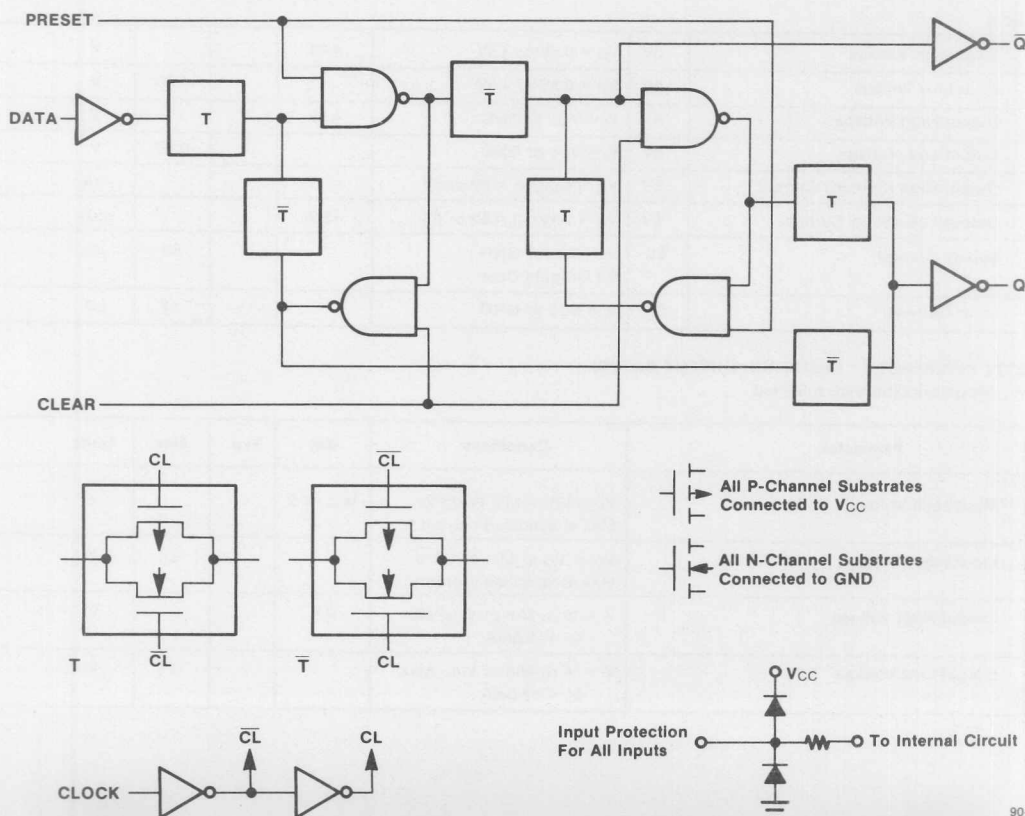 PRESET
Q̅
DATA
T
T̅
T̅
T
T
Q
T̅
CLEAR
CL
C̅L̅
All P-Channel Substrates
Connected to VCC
All N-Channel Substrates
Connected to GND
T
C̅L̅
T̅
CL
VCC
C̅L̅
CL
Input Protection
For All Inputs
To Internal Circuit
CLOCK
90